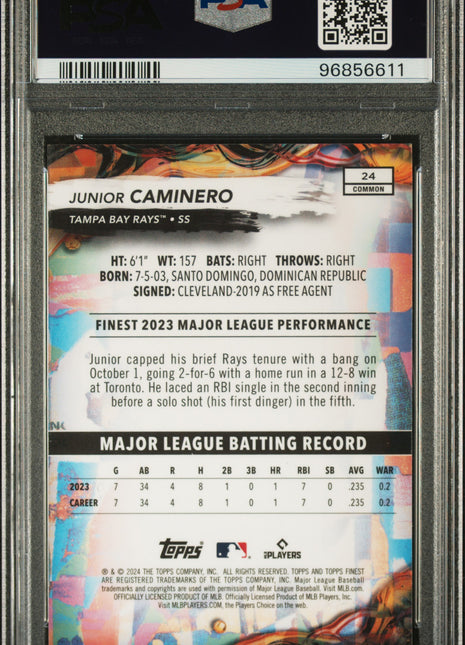 PSA
96856611
JUNIOR CAMINERO
24
TAMPA BAY RAYS™ • SS
COMMON
HT: 6'1" WT: 157 BATS: RIGHT THROWS: RIGHT
BORN: 7-5-03, SANTO DOMINGO, DOMINICAN REPUBLIC
SIGNED: CLEVELAND-2019 AS FREE AGENT
FINEST 2023 MAJOR LEAGUE PERFORMANCE
Junior capped his brief Rays tenure with a bang on
October 1, going 2-for-6 with a home run in a 12-8 win
at Toronto. He laced an RBI single in the second inning
before a solo shot (his first dinger) in the fifth.
MAJOR LEAGUE BATTING RECORD
G AB R H 2B 3B HR RBI SB AVG WAR
2023 7 34 4 8 1 0 1 7 0 .235 0.2
CAREER 7 34 4 8 1 0 1 7 0 .235 0.2
Topps PLAYERS
® & © 2024 THE TOPPS COMPANY, INC. ALL RIGHTS RESERVED. TOPPS AND TOPPS FINEST
ARE REGISTERED TRADEMARKS OF THE TOPPS COMPANY, INC. Major League Baseball
trademarks and copyrights are used with permission of Major League Baseball. Visit MLB.com.
OFFICIALLY LICENSED PRODUCT OF MLB Players, Inc.
Visit MLBPLAYERS.COM, the Players Choice on the web.